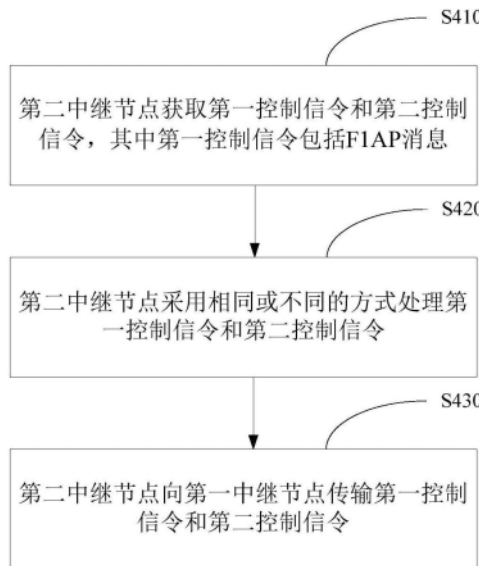 S410
第二中继节点获取第一控制信令和第二控制
信令，其中第一控制信令包括F1AP消息
S420
第二中继节点采用相同或不同的方式处理第
一控制信令和第二控制信令
S430
第二中继节点向第一中继节点传输第一控制
信令和第二控制信令